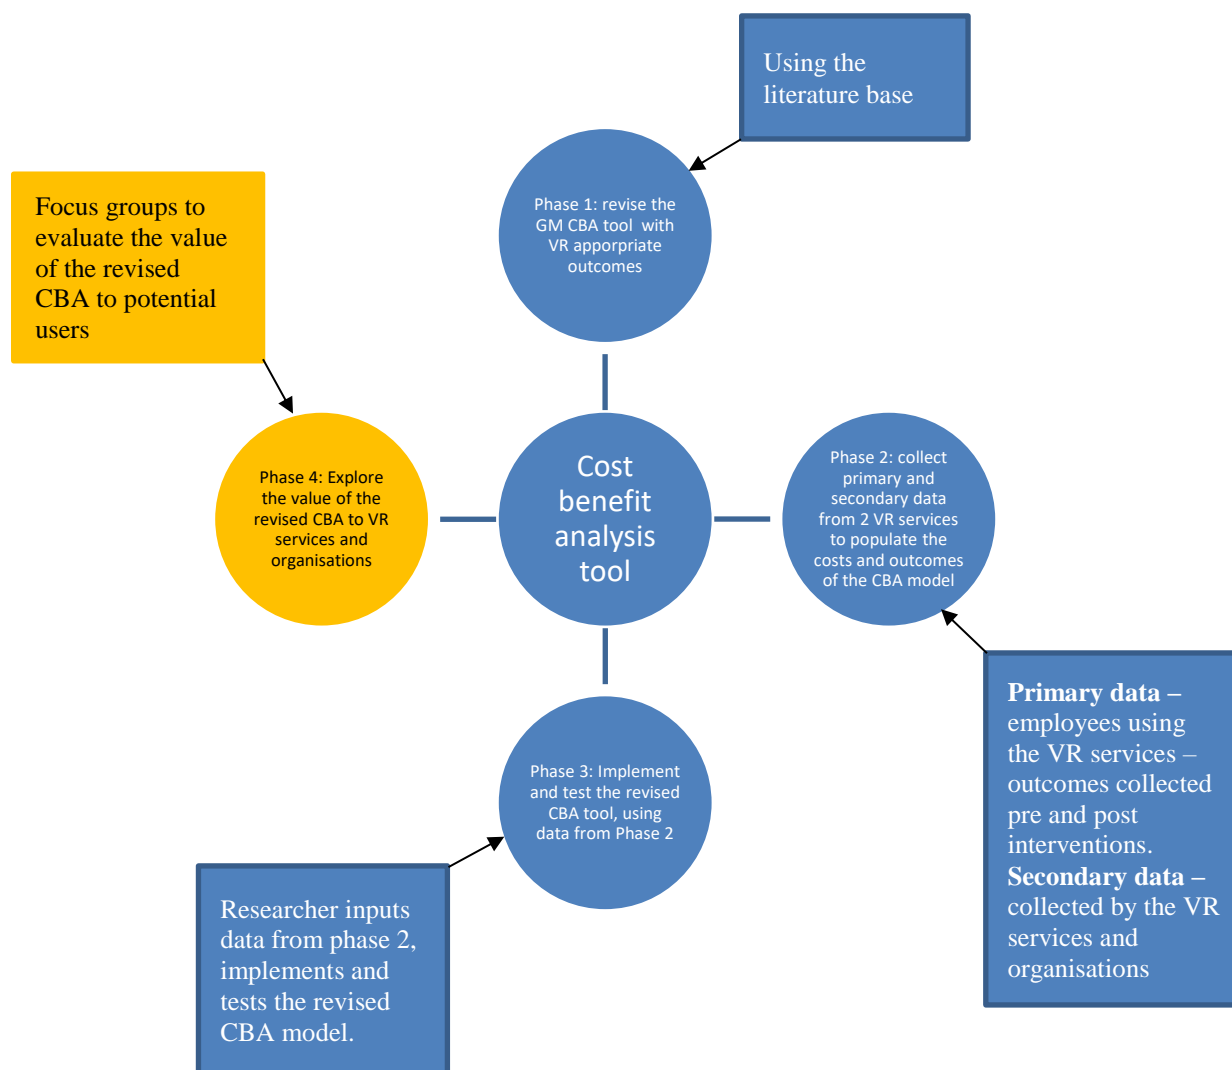 Using the
literature base
Phase 1: revise the
GM CBA tool with
VR apporpriate
outcomes
Focus groups to
evaluate the value
of the revised
CBA to potential
users
Phase 4: Explore
the value of the
revised CBA to VR
services and
organisations
Cost
benefit
analysis
tool
Phase 2: collect
primary and
secondary data
from 2 VR services
to populate the
costs and outcomes
of the CBA model
Primary data –
employees using
the VR services –
outcomes collected
pre and post
interventions.
Secondary data –
collected by the VR
services and
organisations
Phase 3: Implement
and test the revised
CBA tool, using
data from Phase 2
Researcher inputs
data from phase 2,
implements and
tests the revised
CBA model.